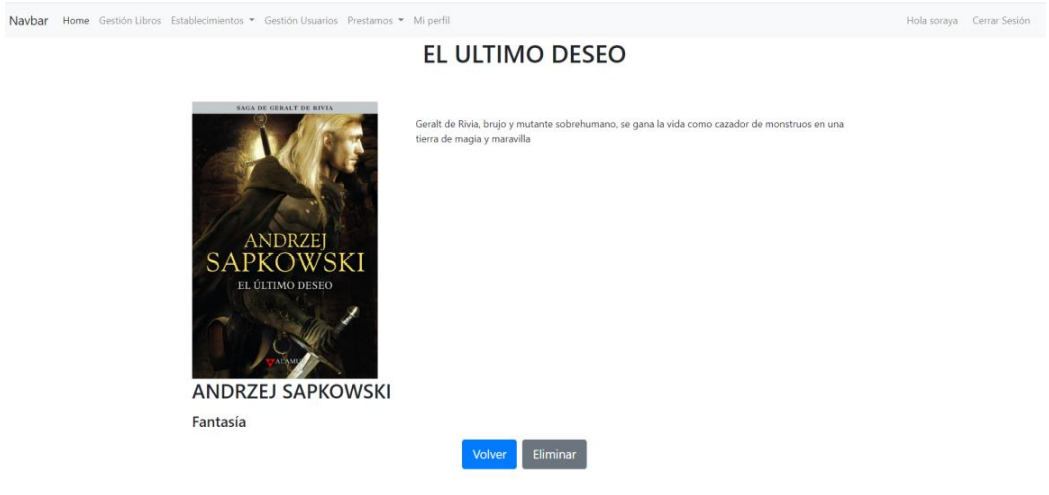 Navbar Home Gestión Libros Establecimientos Gestión Usuarios Prestamos Mi perfil Hola soraya Cerrar Sesión
EL ULTIMO DESEO
SAGA DE GERALT DE RIVIA
ANDRZEJ
SAPKOWSKI
EL ÚLTIMO DESEO
Geralt de Rivia, brujo y mutante sobrehumano, se gana la vida como cazador de monstruos en una
tierra de magia y maravilla
ANDRZEJ SAPKOWSKI
Fantasía
Volver Eliminar